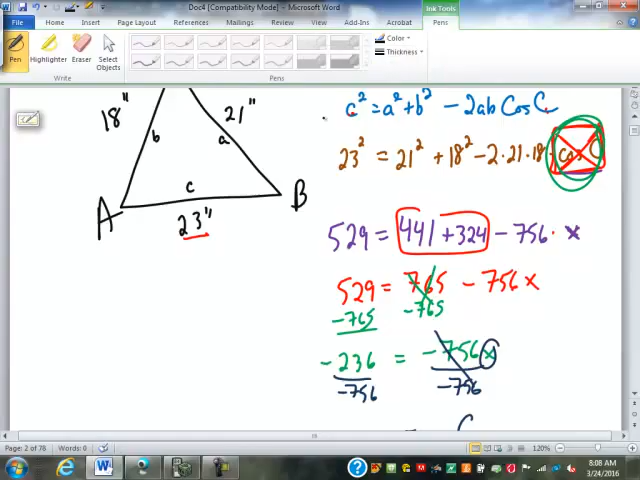 Doc4 [Compatibility Mode] - Microsoft Word
Ink Tools
File Home Insert Page Layout References Mailings Review View Acrobat Pens
Pen Highlighter Eraser Select Objects
Color
Thickness
Write Pens
18" 21"
b a
c
A B
23"
c² = a² + b² - 2ab Cos C
23² = 21² + 18² - 2·21·18 cos C
529 = 441 + 324 - 756 · x
529 = 765 - 756x
-765 -765
-236 = -756x
-756 -756
C
Page: 2 of 78 Words: 0 120%
8:08 AM
3/24/2016